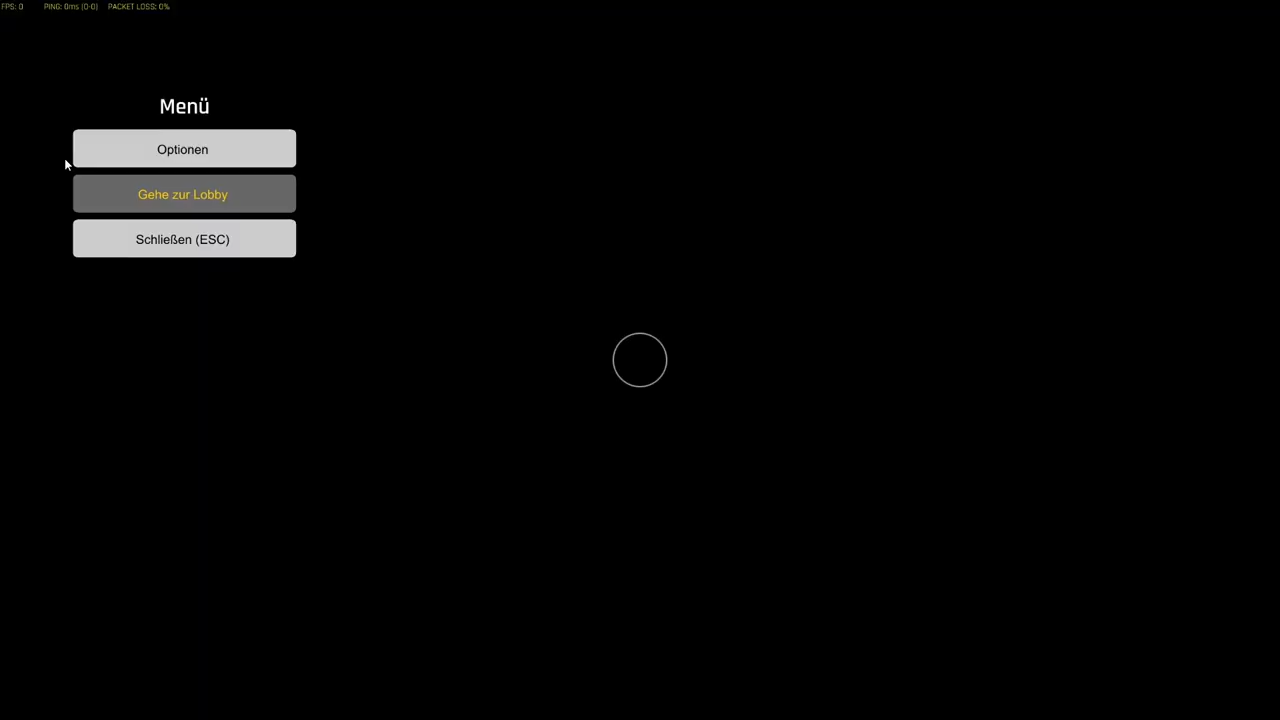 FPS: 0 PING: 0ms (0-0) PACKET LOSS: 0%
Menü
Optionen
Gehe zur Lobby
Schließen (ESC)